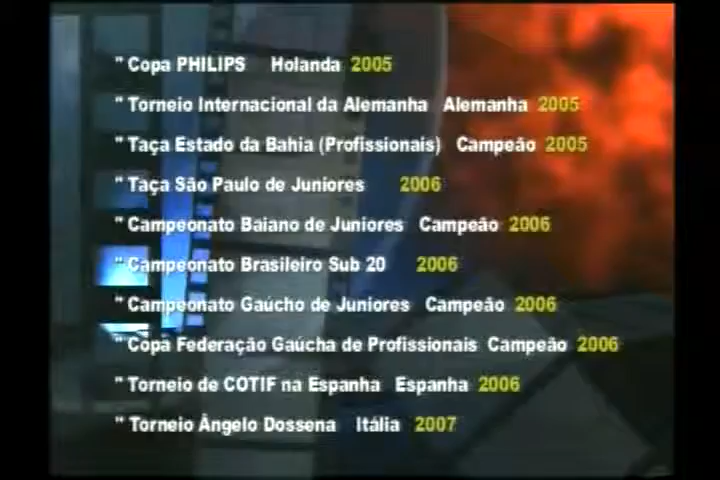 " Copa PHILIPS Holanda 2005
" Torneio Internacional da Alemanha Alemanha 2005
" Taça Estado da Bahia (Profissionais) Campeão 2005
" Taça São Paulo de Juniores 2006
" Campeonato Baiano de Juniores Campeão 2006
" Campeonato Brasileiro Sub 20 2006
" Campeonato Gaúcho de Juniores Campeão 2006
" Copa Federação Gaúcha de Profissionais Campeão 2006
" Torneio de COTIF na Espanha Espanha 2006
" Torneio Ângelo Dossena Itália 2007